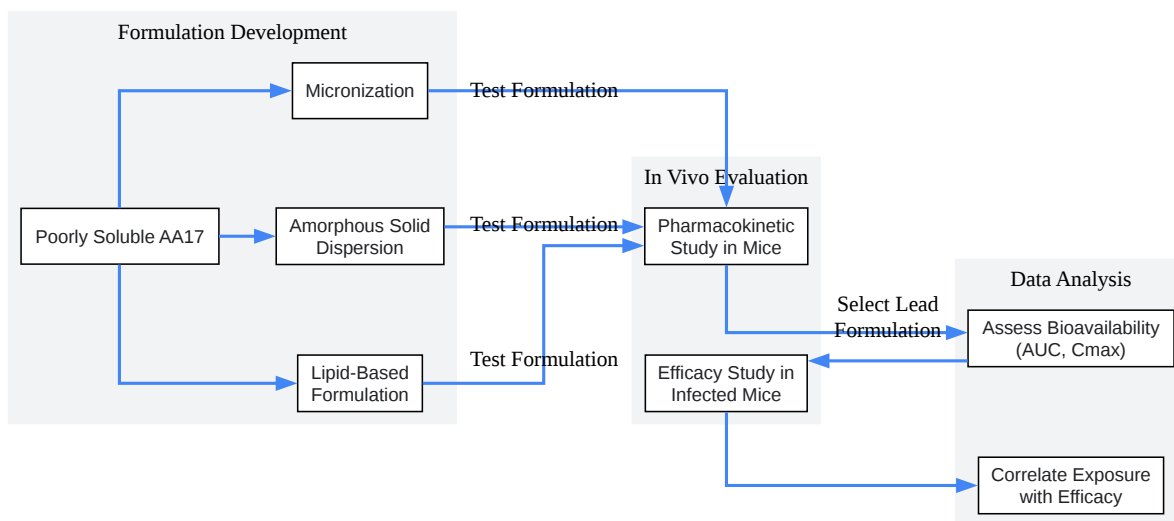 Formulation Development
Micronization
Test Formulation
In Vivo Evaluation
Poorly Soluble AA17
Amorphous Solid
Dispersion
Test Formulation
Pharmacokinetic
Study in Mice
Data Analysis
Select Lead
Formulation
Assess Bioavailability
(AUC, Cmax)
Lipid-Based
Formulation
Test Formulation
Efficacy Study in
Infected Mice
Correlate Exposure
with Efficacy